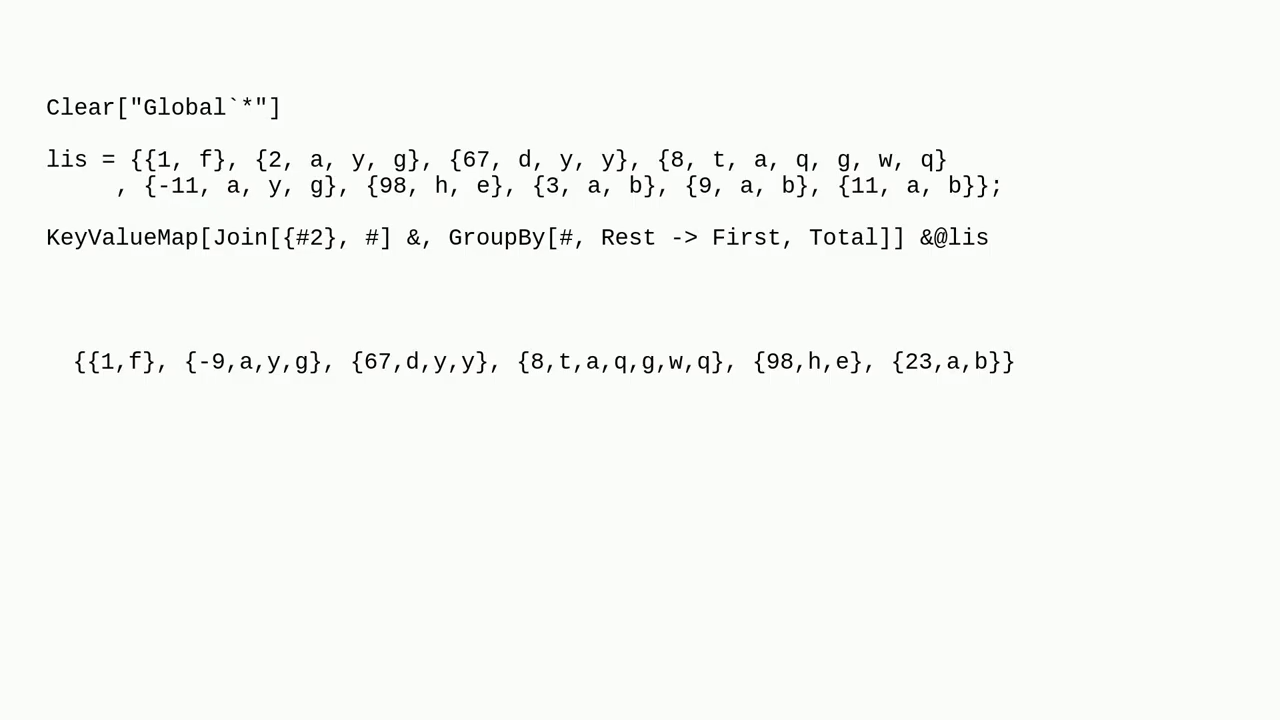 Clear["Global`*"]
lis = {{1, f}, {2, a, y, g}, {67, d, y, y}, {8, t, a, q, g, w, q}
, {-11, a, y, g}, {98, h, e}, {3, a, b}, {9, a, b}, {11, a, b}};
KeyValueMap[Join[{#2}, #] &, GroupBy[#, Rest -> First, Total]] &@lis
{{1,f}, {-9,a,y,g}, {67,d,y,y}, {8,t,a,q,g,w,q}, {98,h,e}, {23,a,b}}